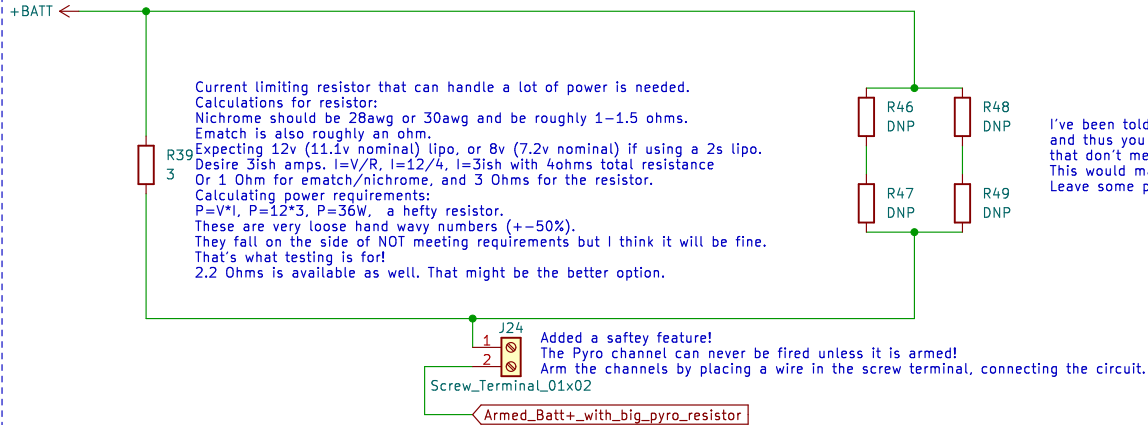 +BATT
Current limiting resistor that can handle a lot of power is needed.
Calculations for resistor:
Nichrome should be 28awg or 30awg and be roughly 1-1.5 ohms.
Ematch is also roughly an ohm.
Expecting 12v (11.1v nominal) lipo, or 8v (7.2v nominal) if using a 2s lipo.
Desire 3ish amps. I=V/R, I=12/4, I=3ish with 4ohms total resistance
Or 1 Ohm for ematch/nichrome, and 3 Ohms for the resistor.
Calculating power requirements:
P=V*I, P=12*3, P=36W,  a hefty resistor.
These are very loose hand wavy numbers (+-50%).
They fall on the side of NOT meeting requirements but I think it will be fine.
That's what testing is for!
2.2 Ohms is available as well. That might be the better option.
R39
3
R46
DNP
R48
DNP
R47
DNP
R49
DNP
I've been told
and thus you
that don't me
This would ma
Leave some p
J24
1
2
Screw_Terminal_01x02
Added a saftey feature!
The Pyro channel can never be fired unless it is armed!
Arm the channels by placing a wire in the screw terminal, connecting the circuit.
Armed_Batt+_with_big_pyro_resistor